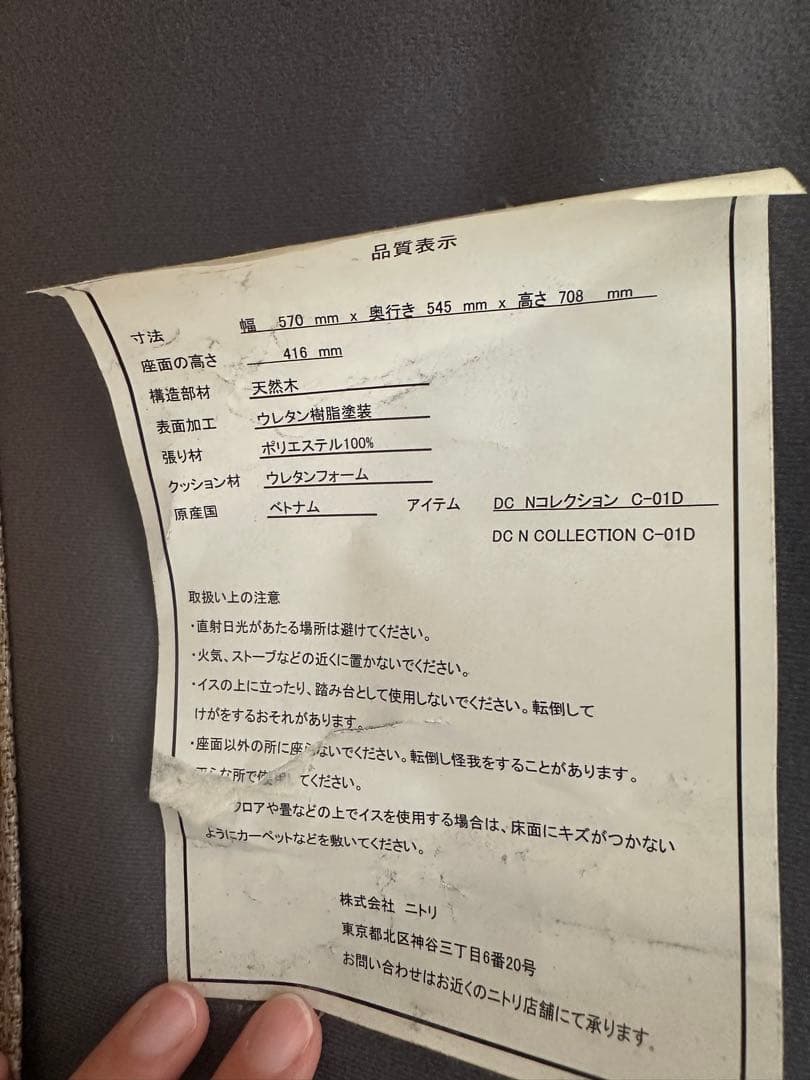 品質表示
寸法 幅 570 mm x 奥行き 545 mm x 高さ 708 mm
座面の高さ 416 mm
構造部材 天然木
表面加工 ウレタン樹脂塗装
張り材 ポリエステル100%
クッション材 ウレタンフォーム
原産国 ベトナム アイテム DC Nコレクション C-01D
DC N COLLECTION C-01D
取扱い上の注意
・直射日光があたる場所は避けてください。
・火気、ストーブなどの近くに置かないでください。
・イスの上に立ったり、踏み台として使用しないでください。転倒して
けがをするおそれがあります。
・座面以外の所に座らないでください。転倒し怪我をすることがあります。
な所で使 てください。
フロアや畳などの上でイスを使用する場合は、床面にキズがつかない
ようにカーペットなどを敷いてください。
株式会社 ニトリ
東京都北区神谷三丁目6番20号
お問い合わせはお近くのニトリ店舗にて承ります。